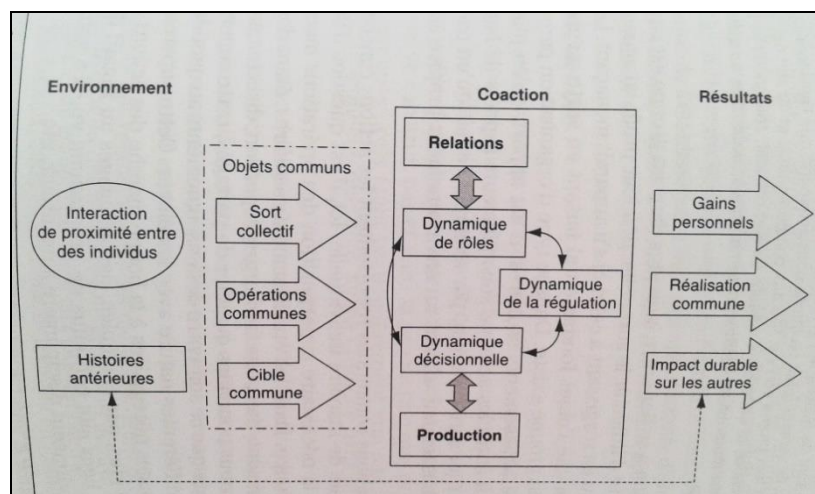 Environnement
Coaction
Résultats
Objets communs
Interaction
de proximité entre
des individus
Histoires
antérieures
Sort
collectif
Opérations
communes
Cible
commune
Relations
Dynamique
de rôles
Dynamique
de la régulation
Dynamique
décisionnelle
Production
Gains
personnels
Réalisation
commune
Impact durable
sur les autres